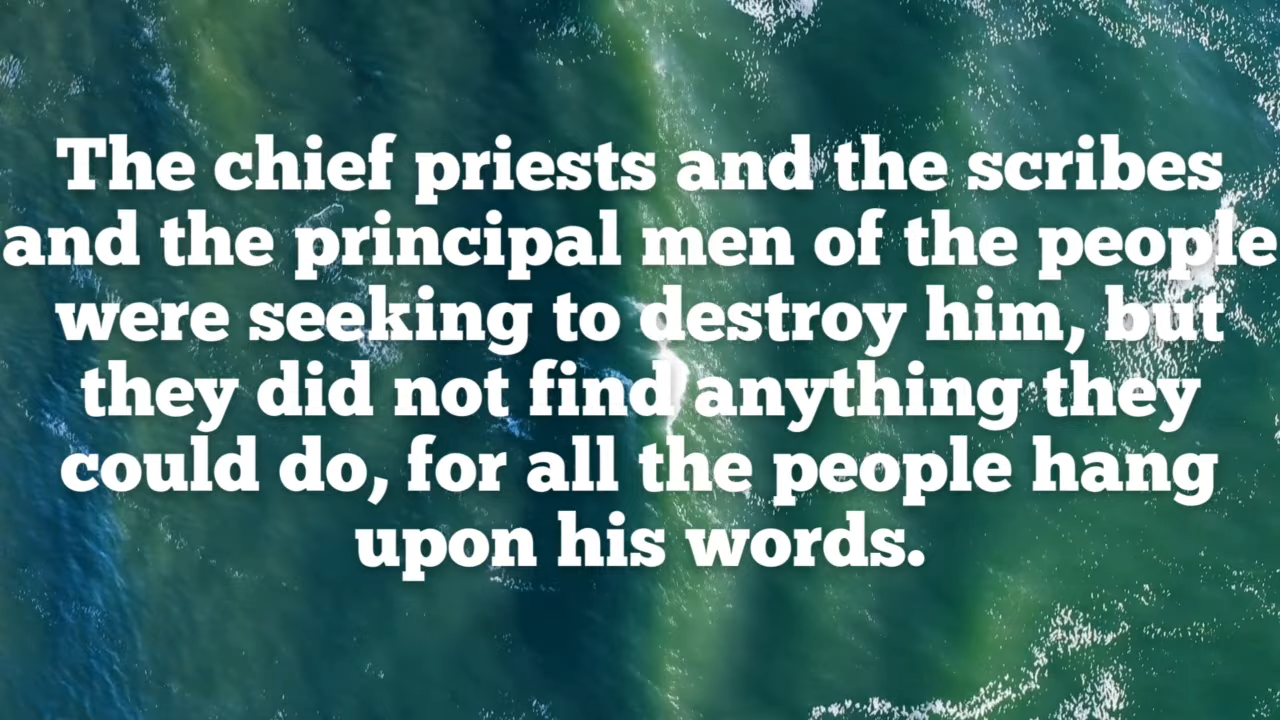 The chief priests and the scribes
and the principal men of the people
were seeking to destroy him, but
they did not find anything they
could do, for all the people hang
upon his words.